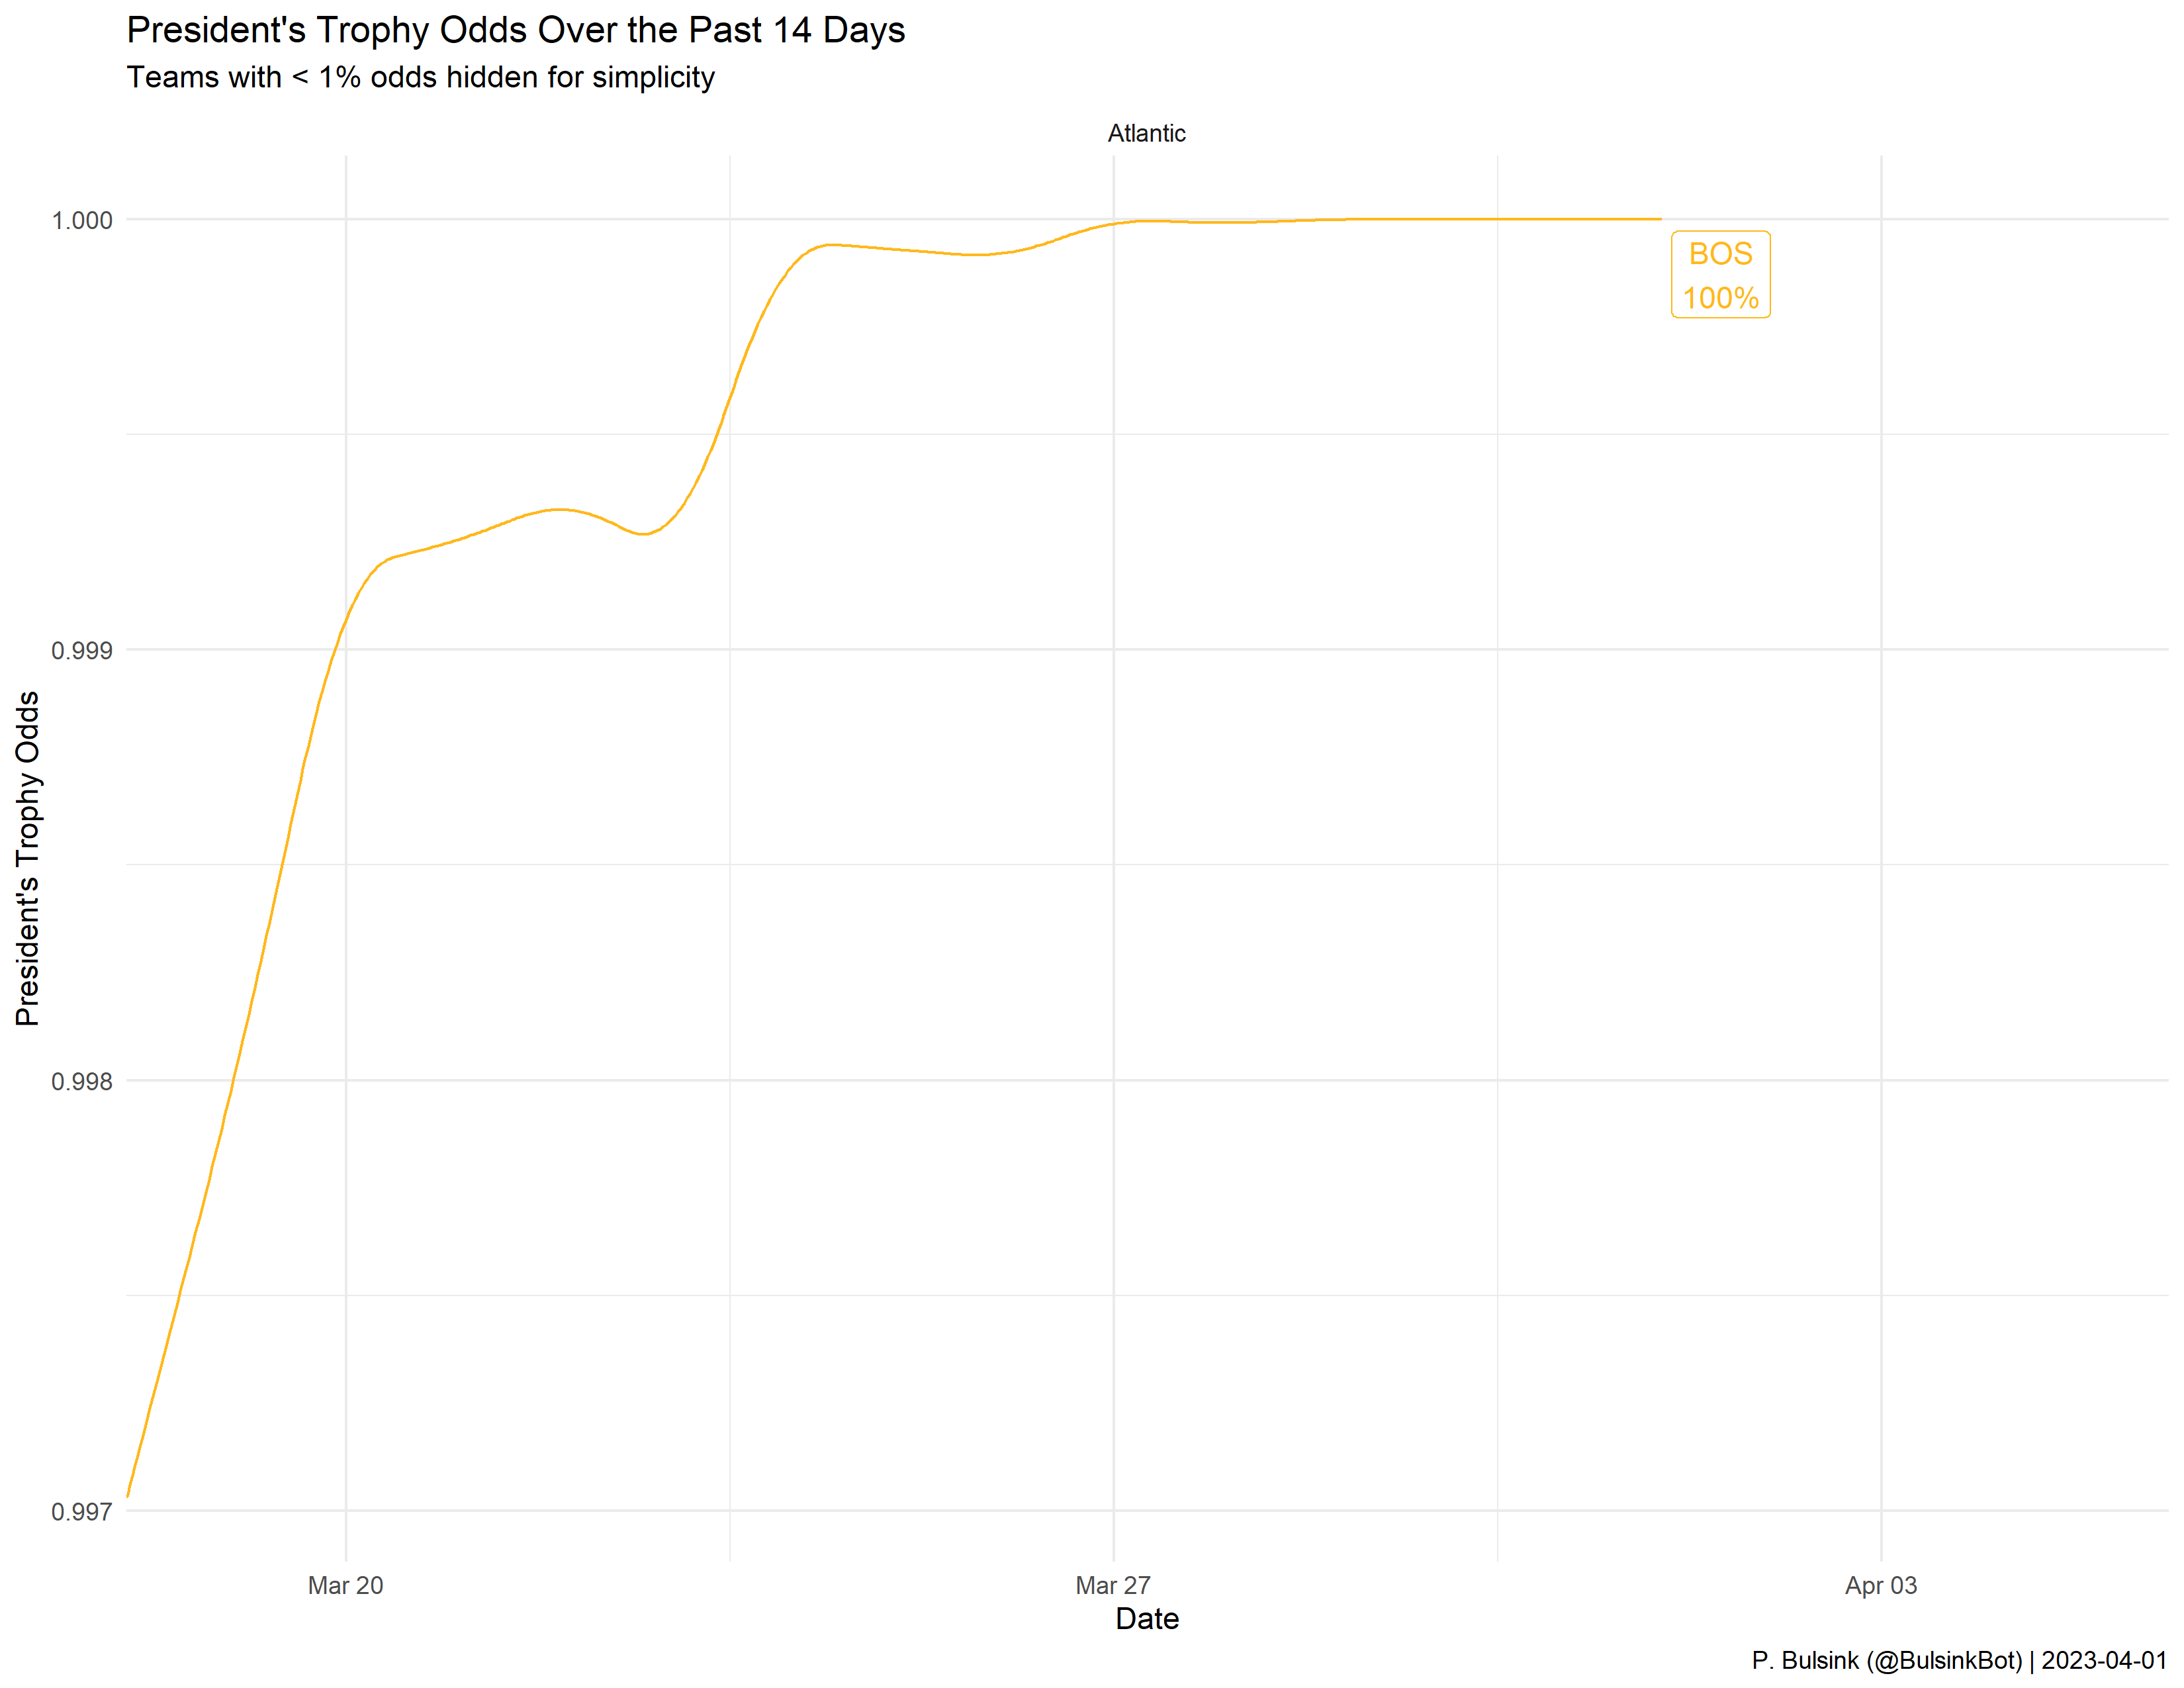 President's Trophy Odds Over the Past 14 Days
Teams with < 1% odds hidden for simplicity
Atlantic
1.000
0.999
0.998
0.997
President's Trophy Odds
BOS
100%
Mar 20
Mar 27
Apr 03
Date
P. Bulsink (@BulsinkBot) | 2023-04-01